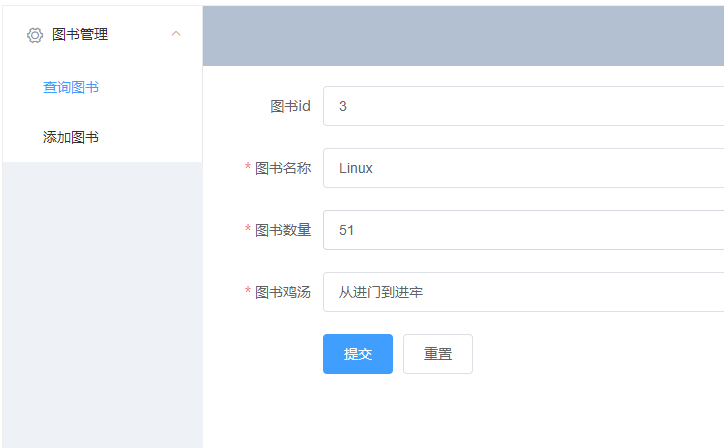 图书管理
查询图书
添加图书
图书id 3
* 图书名称 Linux
* 图书数量 51
* 图书鸡汤 从进门到进牢
提交 重置